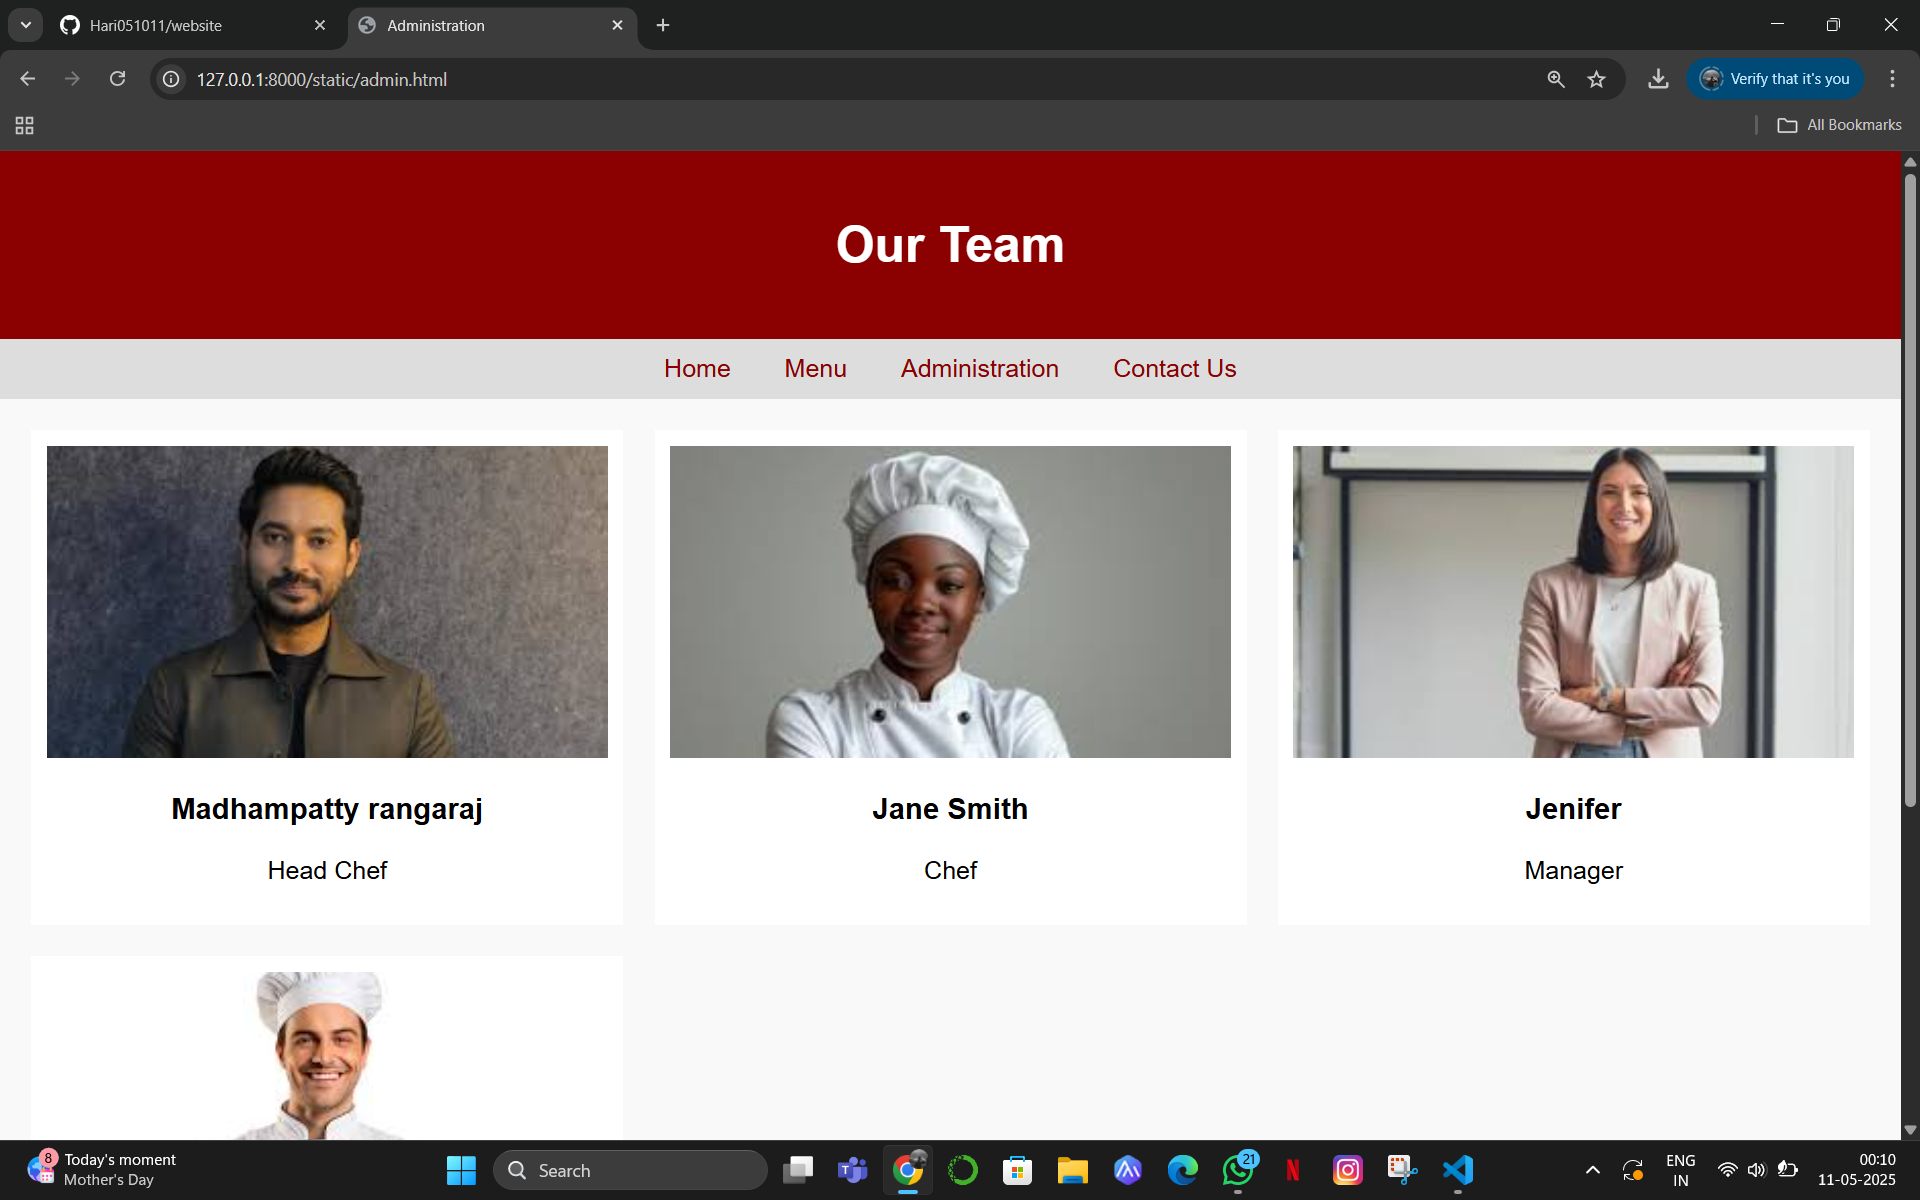 Hari051011/website
Administration
127.0.0.1:8000/static/admin.html
Verify that it's you
All Bookmarks
Our Team
Home Menu Administration Contact Us
Madhampatty rangaraj
Head Chef
Jane Smith
Chef
Jenifer
Manager
8
Today's moment
Mother's Day
Search
21
ENG
IN
00:10
11-05-2025